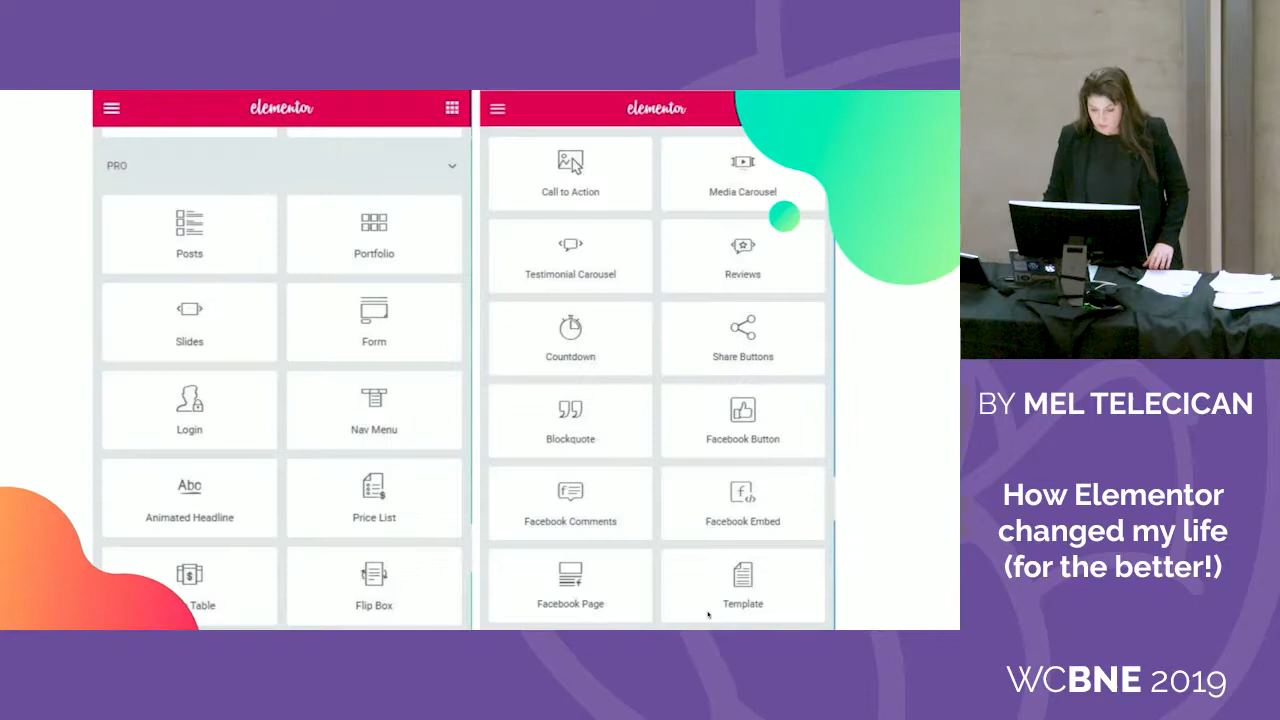 elementor
PRO
Posts
Portfolio
Slides
Form
Login
Nav Menu
Abc
Animated Headline
Price List
Table
Flip Box
elementor
Call to Action
Media Carousel
Testimonial Carousel
Reviews
Countdown
Share Buttons
Blockquote
Facebook Button
Facebook Comments
Facebook Embed
Facebook Page
Template
BY MEL TELECICAN
How Elementor
changed my life
(for the better!)
WCBNE 2019